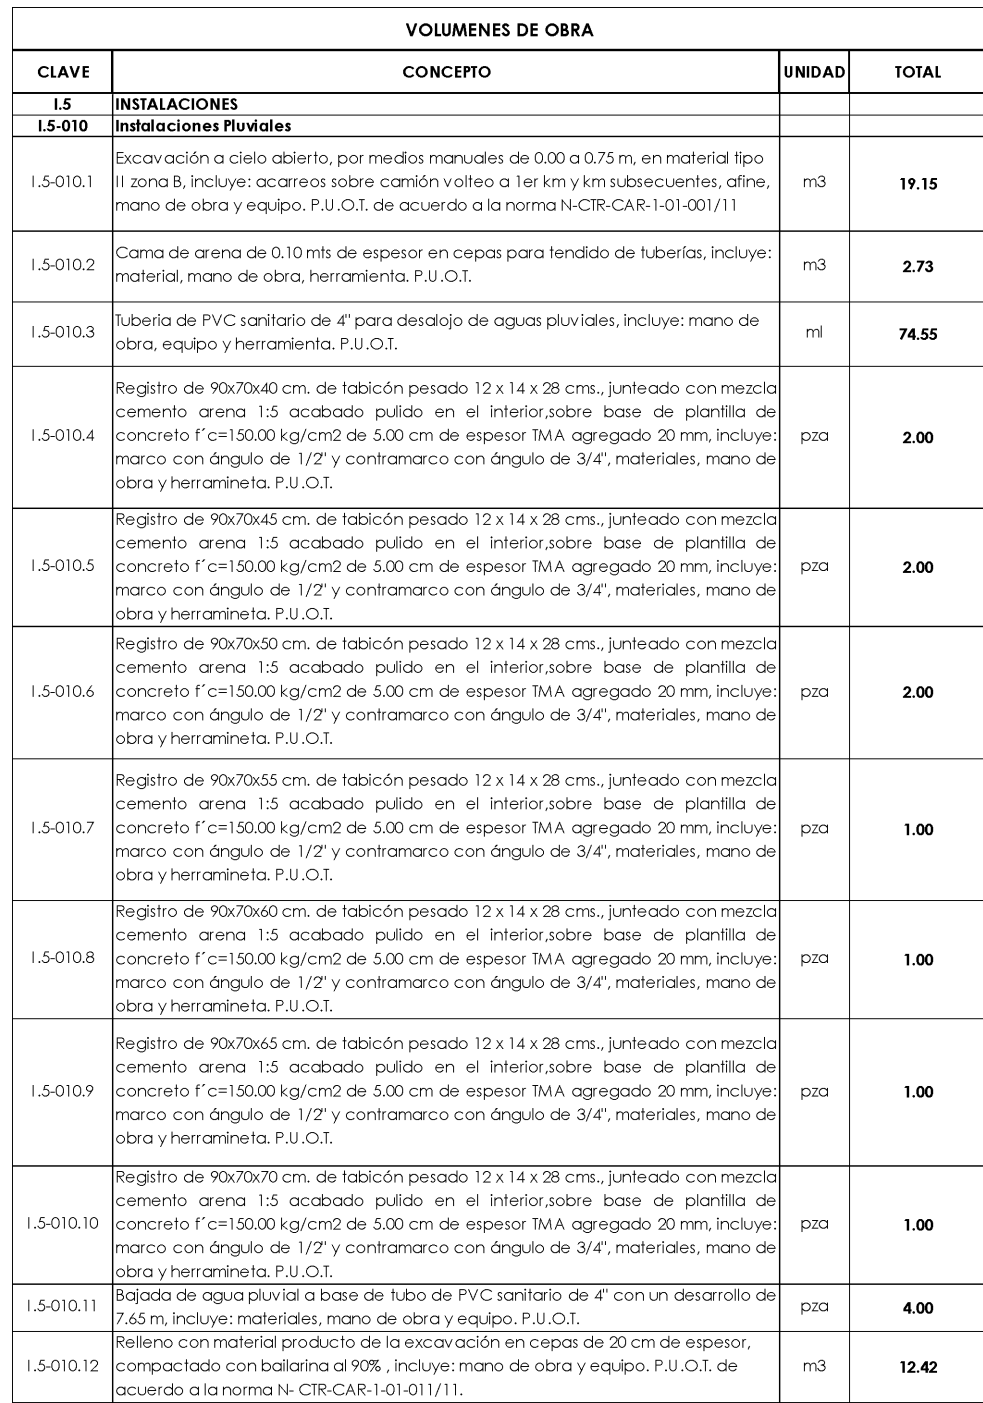 VOLUMENES DE OBRA
CLAVE CONCEPTO UNIDAD TOTAL
I.5 INSTALACIONES
I.5-010 Instalaciones Pluviales
I.5-010.1 Excavación a cielo abierto, por medios manuales de 0.00 a 0.75 m, en material tipo
II zona B, incluye: acarreos sobre camión volteo a 1er km y km subsecuentes, afine,
mano de obra y equipo. P.U.O.T. de acuerdo a la norma N-CTR-CAR-1-01-001/11
m3 19.15
I.5-010.2 Cama de arena de 0.10 mts de espesor en cepas para tendido de tuberías, incluye:
material, mano de obra, herramienta. P.U.O.T.
m3 2.73
I.5-010.3 Tuberia de PVC sanitario de 4" para desalojo de aguas pluviales, incluye: mano de
obra, equipo y herramienta. P.U.O.T.
ml 74.55
I.5-010.4 Registro de 90x70x40 cm. de tabicón pesado 12 x 14 x 28 cms., junteado con mezcla
cemento arena 1:5 acabado pulido en el interior,sobre base de plantilla de
concreto f´c=150.00 kg/cm2 de 5.00 cm de espesor TMA agregado 20 mm, incluye:
marco con ángulo de 1/2" y contramarco con ángulo de 3/4", materiales, mano de
obra y herramineta. P.U.O.T.
pza 2.00
I.5-010.5 Registro de 90x70x45 cm. de tabicón pesado 12 x 14 x 28 cms., junteado con mezcla
cemento arena 1:5 acabado pulido en el interior,sobre base de plantilla de
concreto f´c=150.00 kg/cm2 de 5.00 cm de espesor TMA agregado 20 mm, incluye:
marco con ángulo de 1/2" y contramarco con ángulo de 3/4", materiales, mano de
obra y herramineta. P.U.O.T.
pza 2.00
I.5-010.6 Registro de 90x70x50 cm. de tabicón pesado 12 x 14 x 28 cms., junteado con mezcla
cemento arena 1:5 acabado pulido en el interior,sobre base de plantilla de
concreto f´c=150.00 kg/cm2 de 5.00 cm de espesor TMA agregado 20 mm, incluye:
marco con ángulo de 1/2" y contramarco con ángulo de 3/4", materiales, mano de
obra y herramineta. P.U.O.T.
pza 2.00
I.5-010.7 Registro de 90x70x55 cm. de tabicón pesado 12 x 14 x 28 cms., junteado con mezcla
cemento arena 1:5 acabado pulido en el interior,sobre base de plantilla de
concreto f´c=150.00 kg/cm2 de 5.00 cm de espesor TMA agregado 20 mm, incluye:
marco con ángulo de 1/2" y contramarco con ángulo de 3/4", materiales, mano de
obra y herramineta. P.U.O.T.
pza 1.00
I.5-010.8 Registro de 90x70x60 cm. de tabicón pesado 12 x 14 x 28 cms., junteado con mezcla
cemento arena 1:5 acabado pulido en el interior,sobre base de plantilla de
concreto f´c=150.00 kg/cm2 de 5.00 cm de espesor TMA agregado 20 mm, incluye:
marco con ángulo de 1/2" y contramarco con ángulo de 3/4", materiales, mano de
obra y herramineta. P.U.O.T.
pza 1.00
I.5-010.9 Registro de 90x70x65 cm. de tabicón pesado 12 x 14 x 28 cms., junteado con mezcla
cemento arena 1:5 acabado pulido en el interior,sobre base de plantilla de
concreto f´c=150.00 kg/cm2 de 5.00 cm de espesor TMA agregado 20 mm, incluye:
marco con ángulo de 1/2" y contramarco con ángulo de 3/4", materiales, mano de
obra y herramineta. P.U.O.T.
pza 1.00
I.5-010.10 Registro de 90x70x70 cm. de tabicón pesado 12 x 14 x 28 cms., junteado con mezcla
cemento arena 1:5 acabado pulido en el interior,sobre base de plantilla de
concreto f´c=150.00 kg/cm2 de 5.00 cm de espesor TMA agregado 20 mm, incluye:
marco con ángulo de 1/2" y contramarco con ángulo de 3/4", materiales, mano de
obra y herramineta. P.U.O.T.
pza 1.00
I.5-010.11 Bajada de agua pluvial a base de tubo de PVC sanitario de 4" con un desarrollo de
7.65 m, incluye: materiales, mano de obra y equipo. P.U.O.T.
pza 4.00
I.5-010.12 Relleno con material producto de la excavación en cepas de 20 cm de espesor,
compactado con bailarina al 90% , incluye: mano de obra y equipo. P.U.O.T. de
acuerdo a la norma N- CTR-CAR-1-01-011/11.
m3 12.42